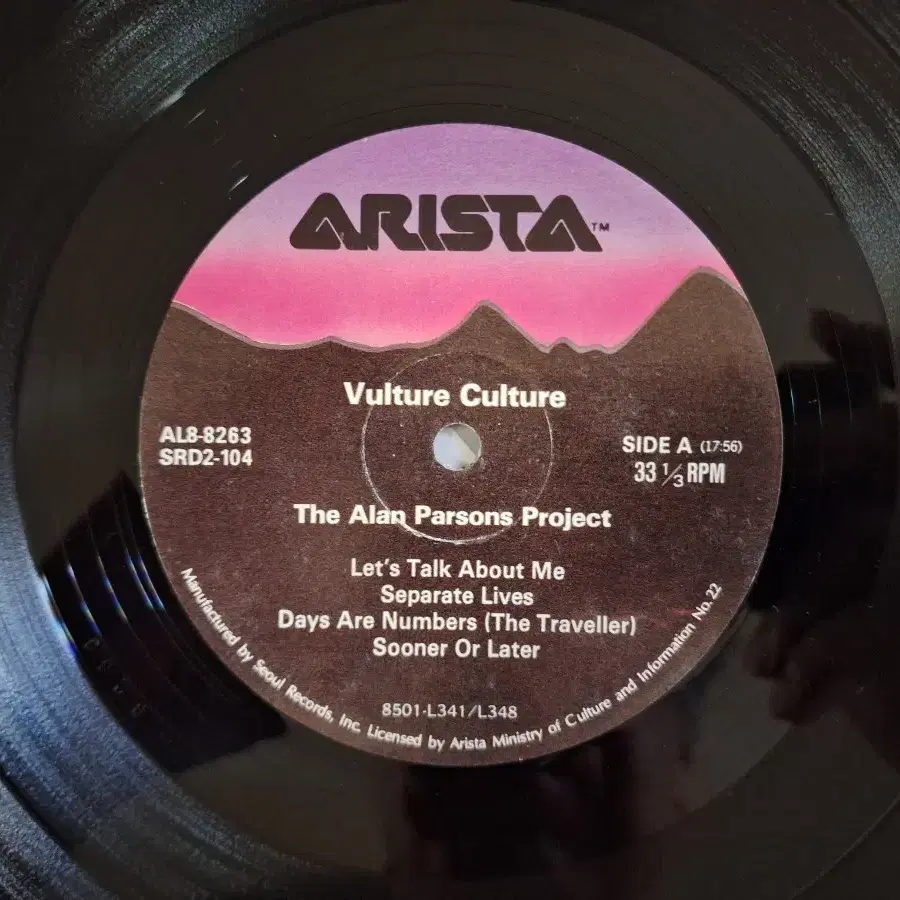 ARISTA™
Vulture Culture
AL8-8263
SRD2-104
SIDE A (17:56)
33 1/3 RPM
The Alan Parsons Project
Let's Talk About Me
Separate Lives
Days Are Numbers (The Traveller)
Sooner Or Later
8501-L341/L348
Manufactured by Seoul Records, Inc. Licensed by Arista Ministry of Culture and Information No. 22